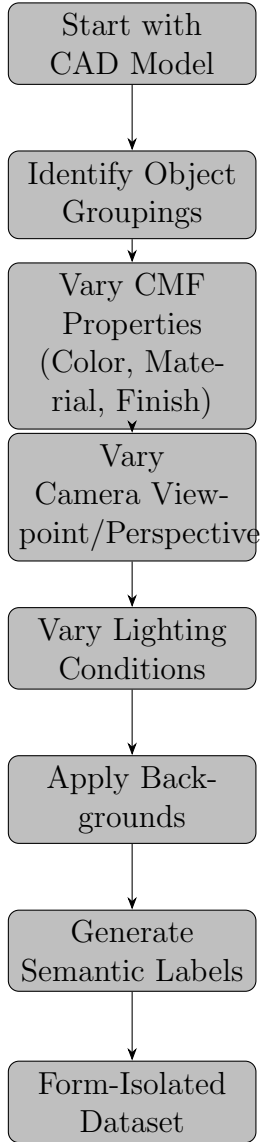 Start with
CAD Model
Identify Object
Groupings
Vary CMF
Properties
(Color, Mate-
rial, Finish)
Vary
Camera View-
point/Perspective
Vary Lighting
Conditions
Apply Back-
grounds
Generate
Semantic Labels
Form-Isolated
Dataset